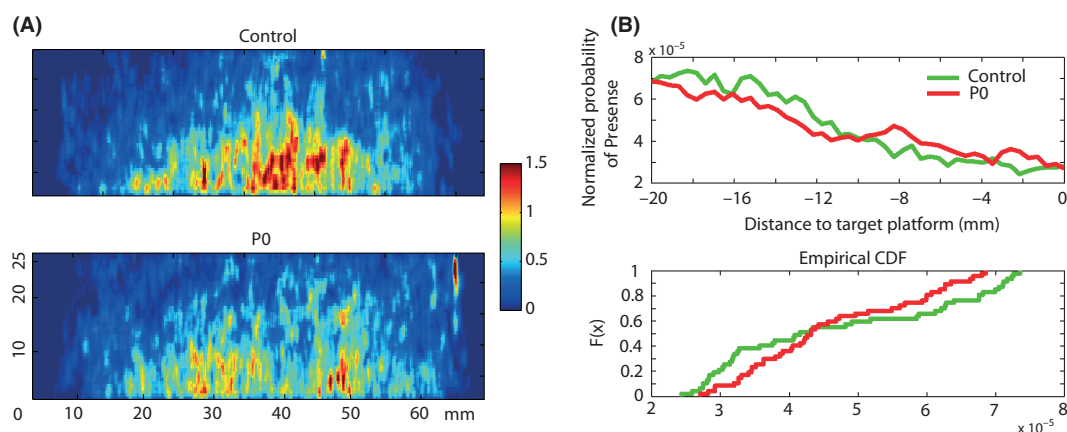 (A)
Control
1.5
1
0.5
0
P0
25
20
10
0
10 20 30 40 50 60 mm
(B)
Normalized probability
of Presense
× 10⁻⁵
8
6
4
2
Control
P0
−20 −16 −12 −8 −4 0
Distance to target platform (mm)
Empirical CDF
F(x)
1
0.8
0.6
0.4
0.2
0
2 3 4 5 6 7 8
× 10⁻⁵